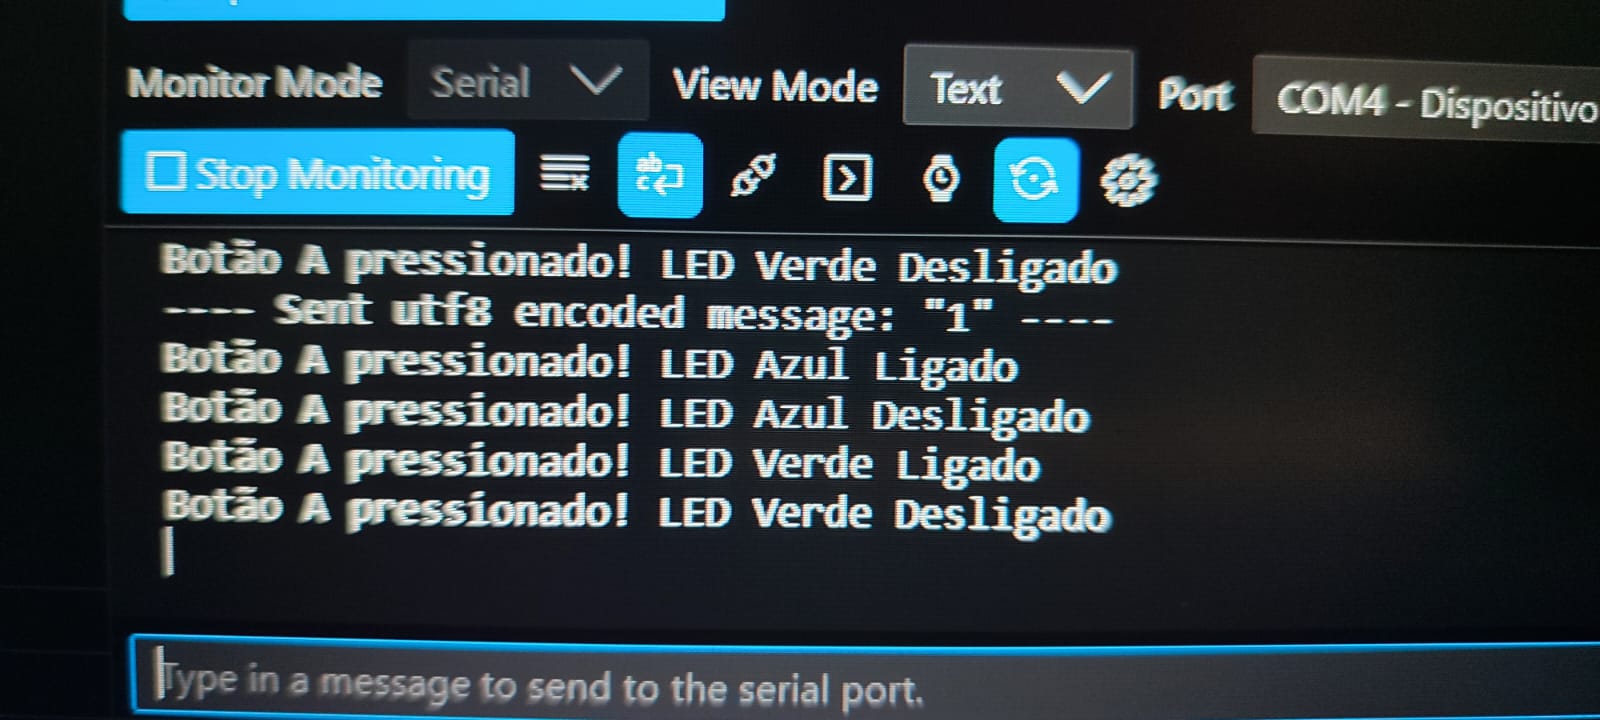 Monitor Mode Serial View Mode Text Port COM4 - Dispositivo
Stop Monitoring
Botão A pressionado! LED Verde Desligado
---- Sent utf8 encoded message: "1" ----
Botão A pressionado! LED Azul Ligado
Botão A pressionado! LED Azul Desligado
Botão A pressionado! LED Verde Ligado
Botão A pressionado! LED Verde Desligado
Type in a message to send to the serial port.